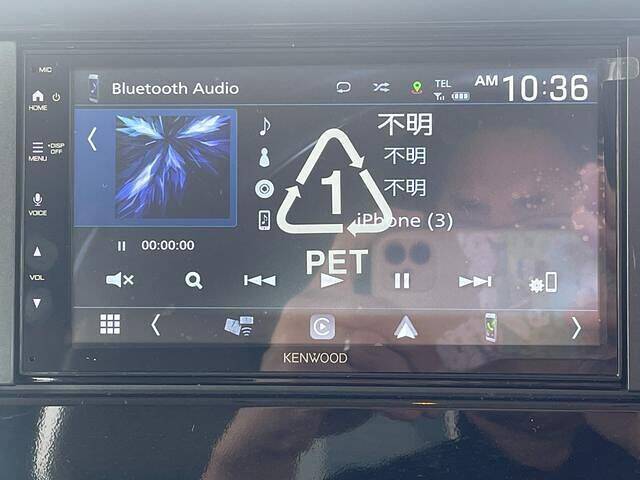 MIC
Bluetooth Audio
TEL
AM 10:36
HOME
不明
DISP
OFF
MENU
不明
1
不明
VOICE
iPhone (3)
00:00:00
PET
VOL
KENWOOD